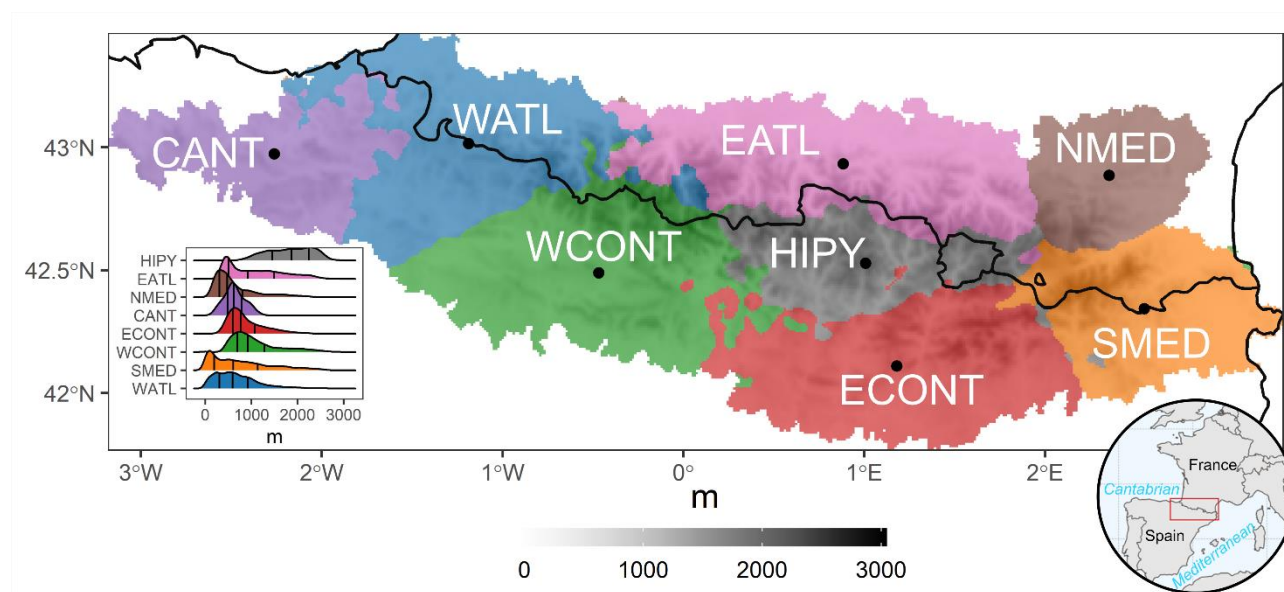 43°N
42.5°N
42°N
CANT
WATL
EATL
NMED
WCONT
HIPY
SMED
ECONT
HIPY
EATL
NMED
CANT
ECONT
WCONT
SMED
WATL
0 1000 2000 3000
m
3°W 2°W 1°W 0° 1°E 2°E
m
0 1000 2000 3000
France
Cantabrian
Spain
Mediterranean